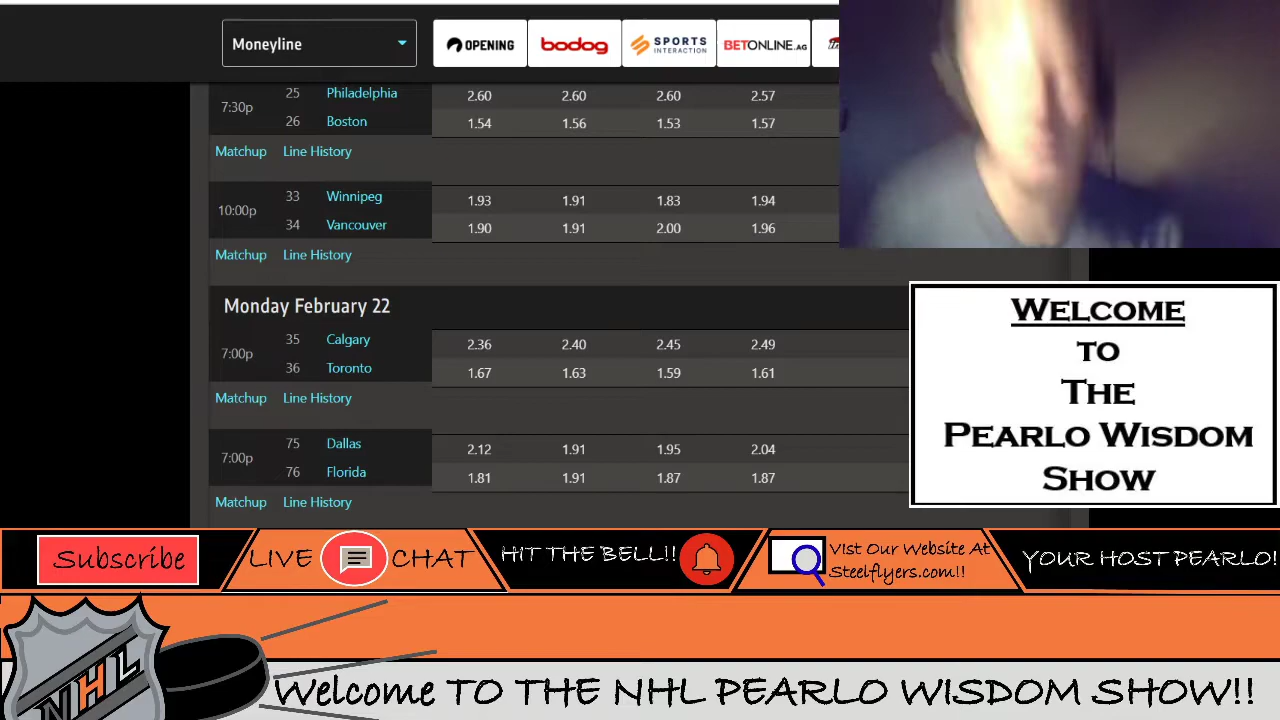 Moneyline
OPENING
bodog
SPORTS INTERACTION
BETONLINE.AG
7:30p
25 Philadelphia 2.60 2.60 2.60 2.57
26 Boston 1.54 1.56 1.53 1.57
Matchup Line History
10:00p
33 Winnipeg 1.93 1.91 1.83 1.94
34 Vancouver 1.90 1.91 2.00 1.96
Matchup Line History
Monday February 22
7:00p
35 Calgary 2.36 2.40 2.45 2.49
36 Toronto 1.67 1.63 1.59 1.61
Matchup Line History
7:00p
75 Dallas 2.12 1.91 1.95 2.04
76 Florida 1.81 1.91 1.87 1.87
Matchup Line History
WELCOME
TO
THE
PEARLO WISDOM
SHOW
Subscribe
LIVE CHAT
HIT THE BELL!!
VIst Our Website At
Steelflyers.com!!
YOUR HOST PEARLO!
NHL
Welcome TO THE NHL PEARLO WISDOM SHOW!!